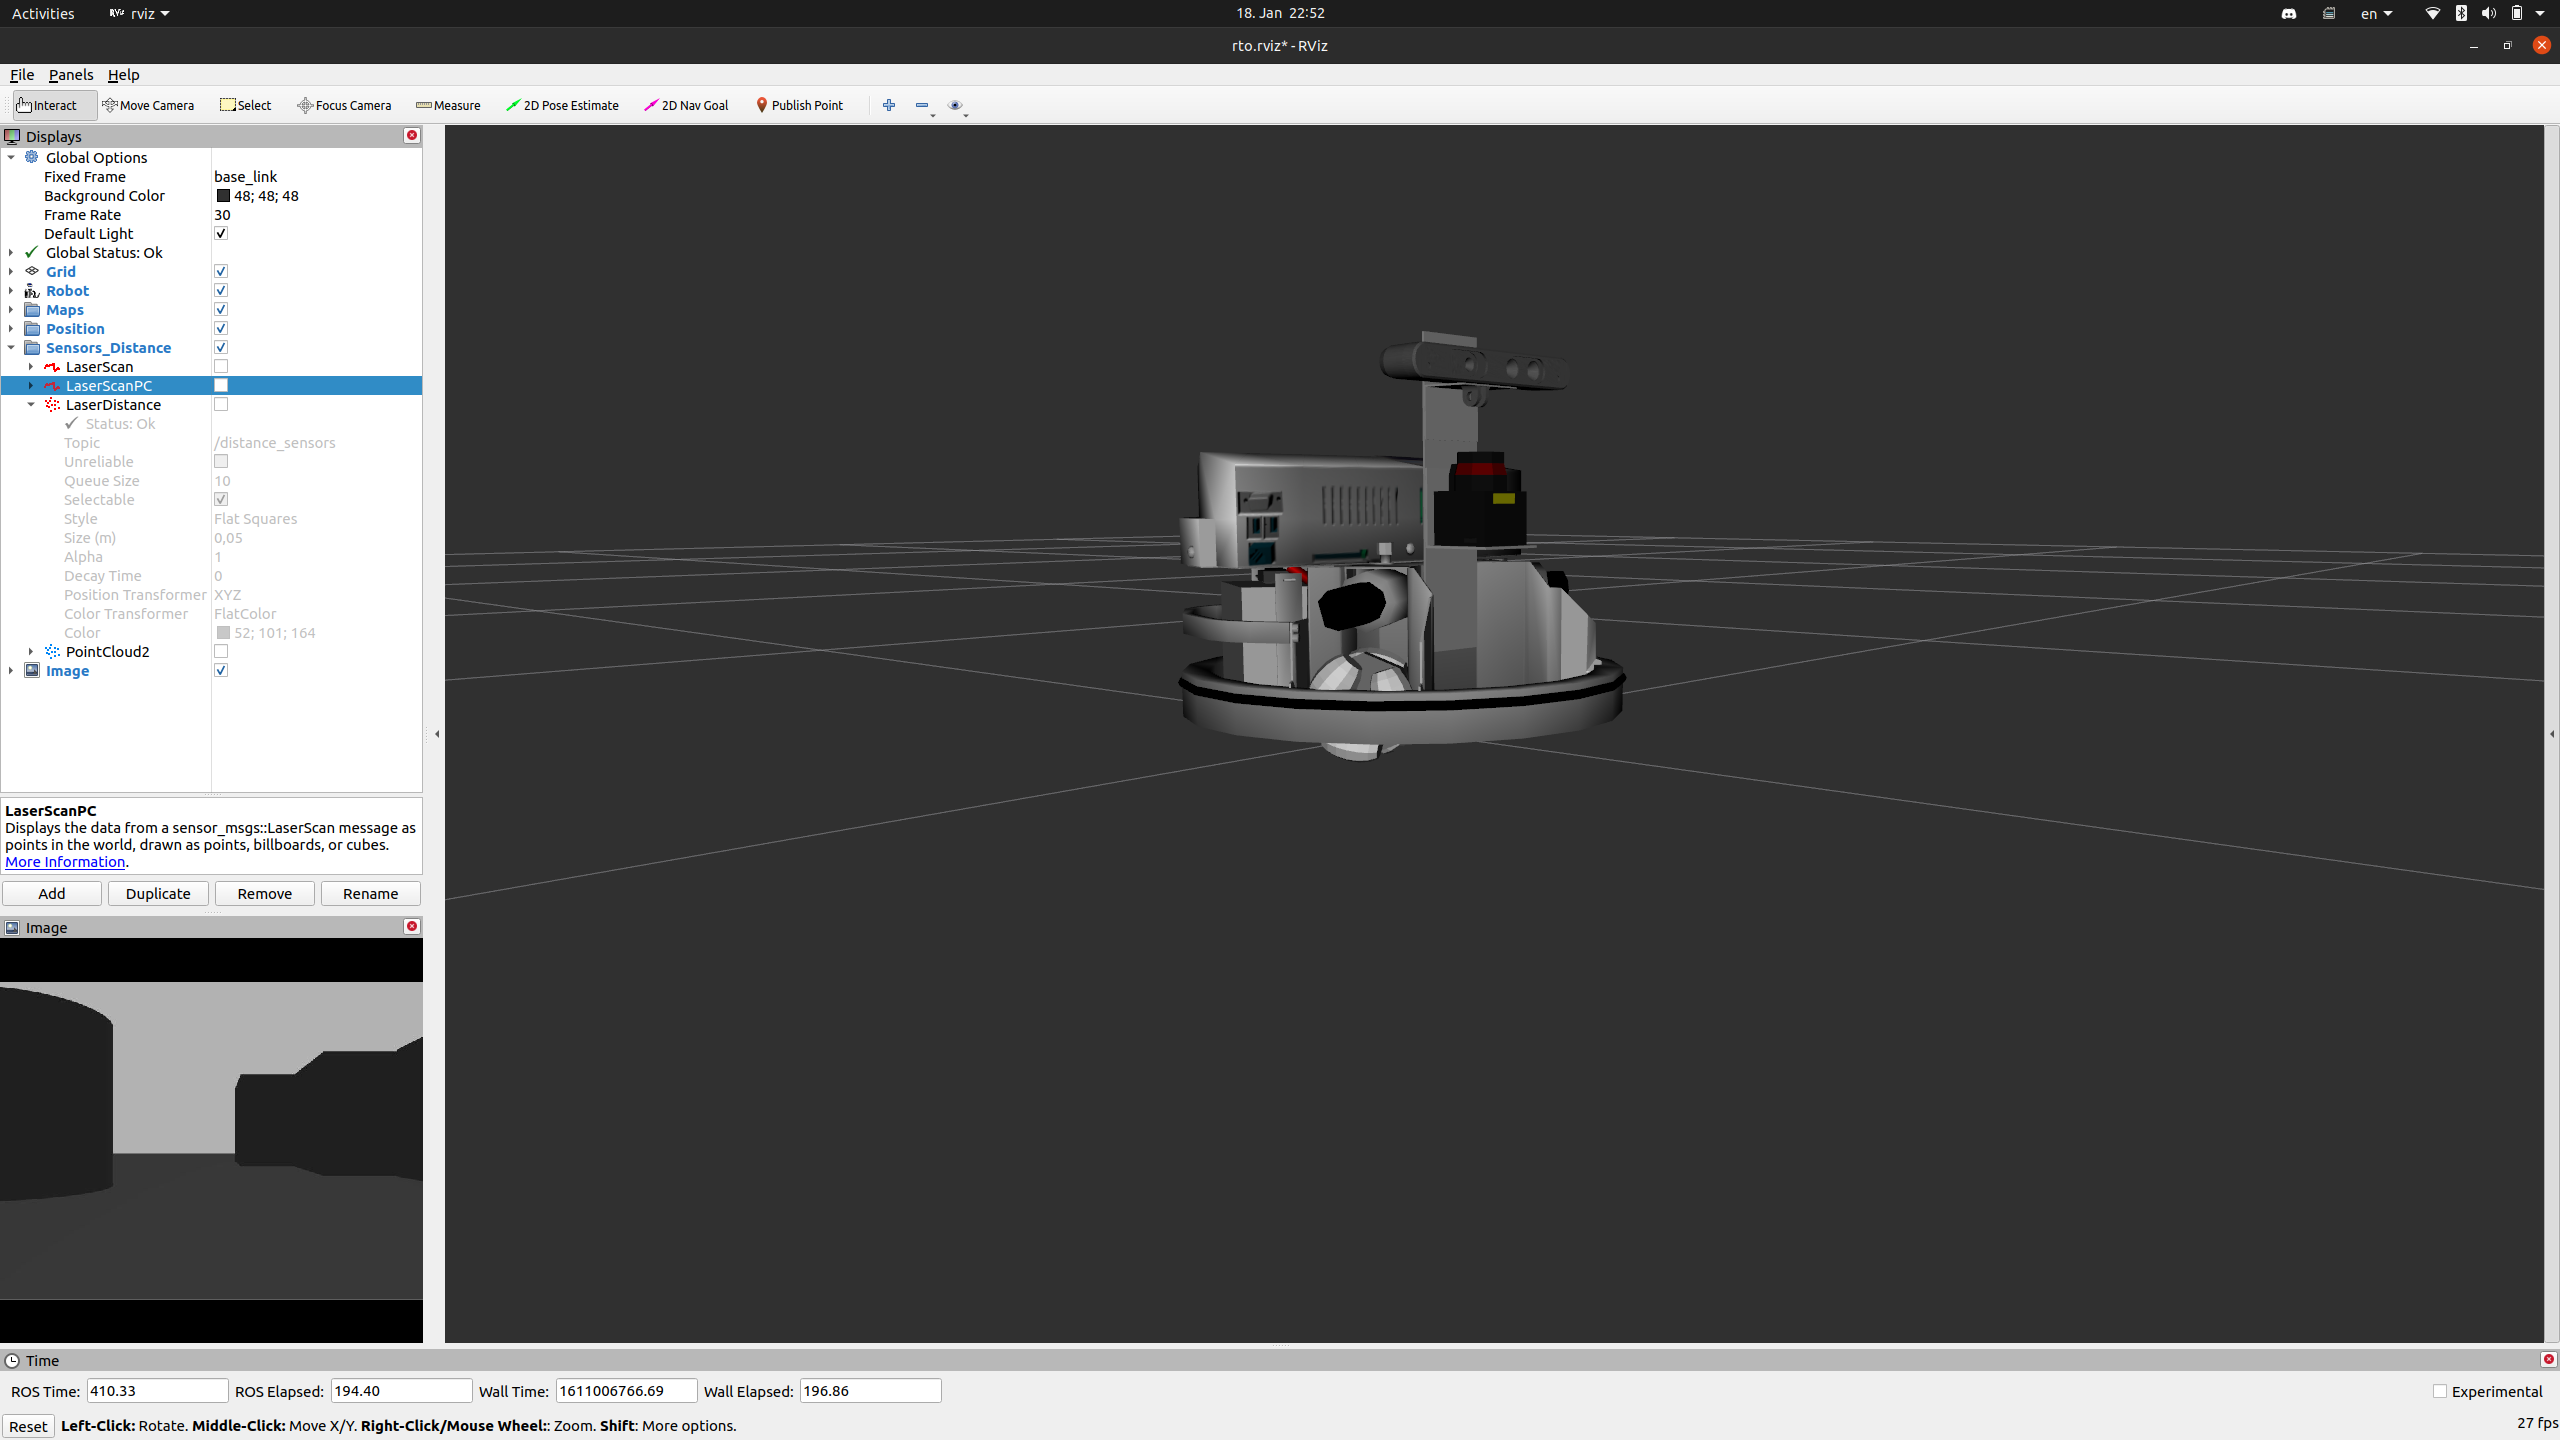 Activities RViz rviz 18. Jan 22:52 en
rto.rviz* - RViz
File Panels Help
Interact Move Camera Select Focus Camera Measure 2D Pose Estimate 2D Nav Goal Publish Point
Displays
Global Options
Fixed Frame base_link
Background Color 48; 48; 48
Frame Rate 30
Default Light
Global Status: Ok
Grid
Robot
Maps
Position
Sensors_Distance
LaserScan
LaserScanPC
LaserDistance
Status: Ok
Topic /distance_sensors
Unreliable
Queue Size 10
Selectable
Style Flat Squares
Size (m) 0,05
Alpha 1
Decay Time 0
Position Transformer XYZ
Color Transformer FlatColor
Color 52; 101; 164
PointCloud2
Image
LaserScanPC
Displays the data from a sensor_msgs::LaserScan message as
points in the world, drawn as points, billboards, or cubes.
More Information.
Add Duplicate Remove Rename
Image
Time
ROS Time: 410.33 ROS Elapsed: 194.40 Wall Time: 1611006766.69 Wall Elapsed: 196.86 Experimental
Reset Left-Click: Rotate. Middle-Click: Move X/Y. Right-Click/Mouse Wheel:: Zoom. Shift: More options. 27 fps